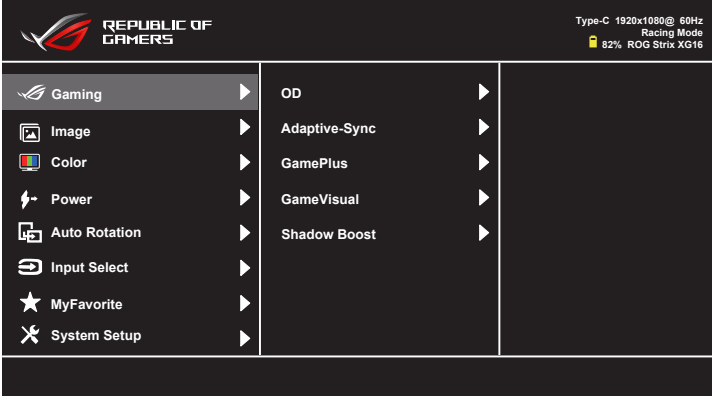 REPUBLIC OF
GAMERS
Type-C 1920x1080@ 60Hz
Racing Mode
82% ROG Strix XG16
Gaming
Image
Color
Power
Auto Rotation
Input Select
MyFavorite
System Setup
OD
Adaptive-Sync
GamePlus
GameVisual
Shadow Boost